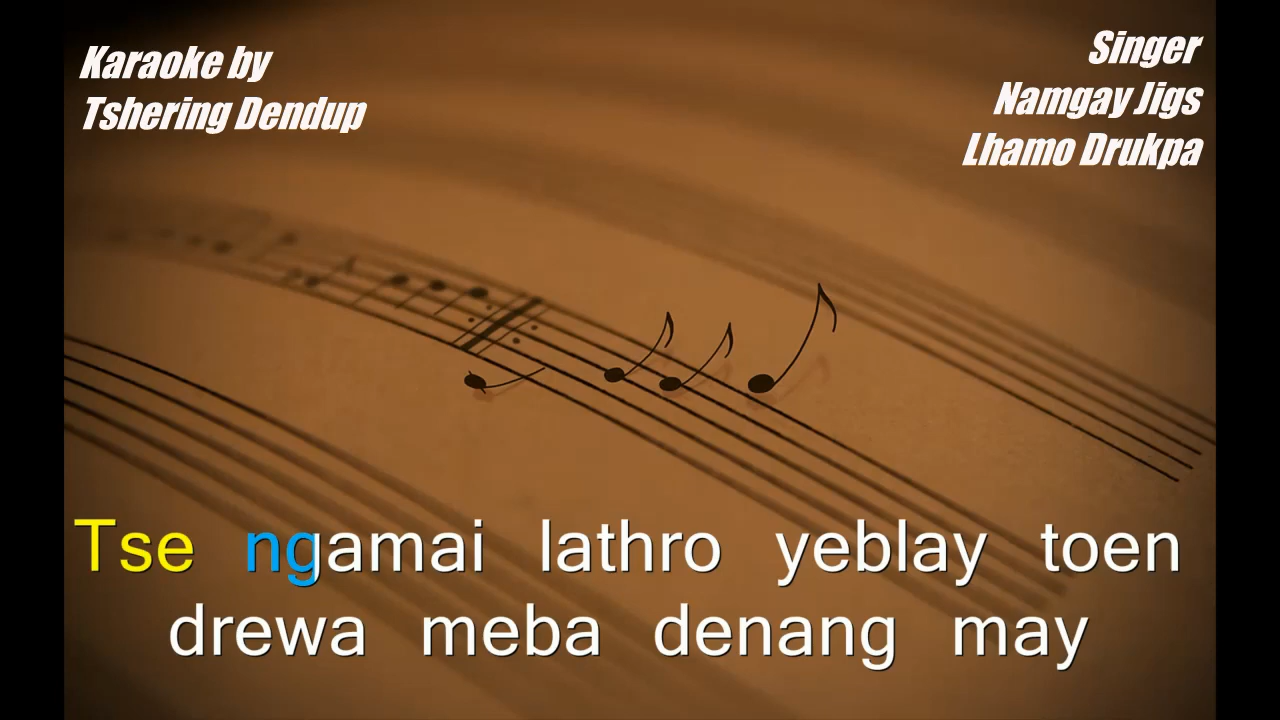 Karaoke by
Tshering Dendup
Singer
Namgay Jigs
Lhamo Drukpa
Tse ngamai lathro yeblay toen
drewa meba denang may